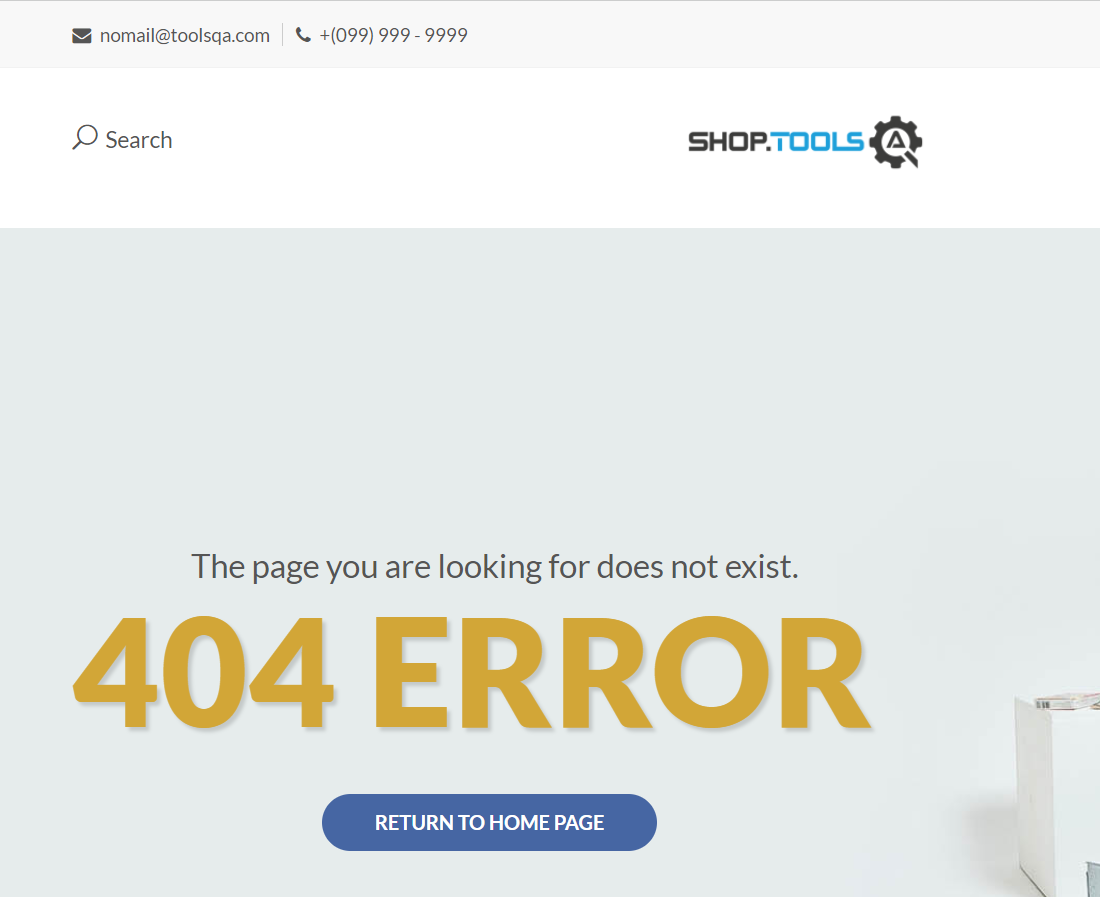 nomail@toolsqa.com +(099) 999 - 9999
Search
SHOP.TOOLS QA
The page you are looking for does not exist.
404 ERROR
RETURN TO HOME PAGE